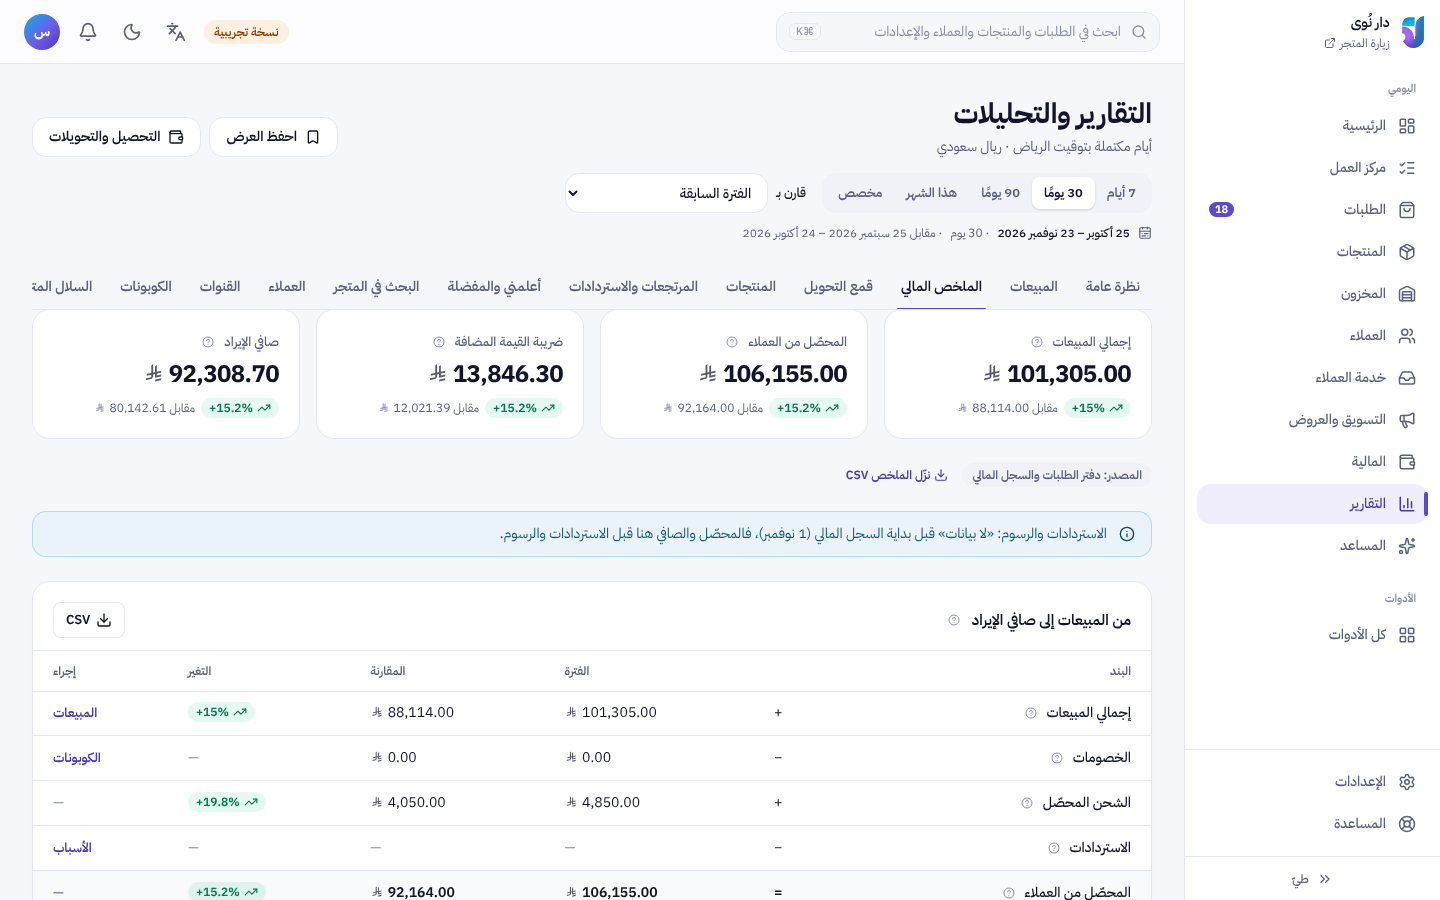 دار نُوى
زيارة المتجر
اليومي
الرئيسية
مركز العمل
الطلبات
18
المنتجات
المخزون
العملاء
خدمة العملاء
التسويق والعروض
المالية
التقارير
المساعد
الأدوات
كل الأدوات
الإعدادات
المساعدة
طيّ
ابحث في الطلبات والمنتجات والعملاء والإعدادات
⌘K
نسخة تجريبية
س
التقارير والتحليلات
أيام مكتملة بتوقيت الرياض · ريال سعودي
احفظ العرض
التحصيل والتحويلات
7 أيام
30 يومًا
90 يومًا
هذا الشهر
مخصص
قارن بـ
الفترة السابقة
25 أكتوبر – 23 نوفمبر 2026 · 30 يوم · مقابل 25 سبتمبر 2026 – 24 أكتوبر 2026
نظرة عامة
المبيعات
الملخص المالي
قمع التحويل
المنتجات
المرتجعات والاستردادات
أعلمني والمفضلة
البحث في المتجر
العملاء
القنوات
الكوبونات
السلال المت
إجمالي المبيعات
101,305.00
+15% مقابل 88,114.00
المحصّل من العملاء
106,155.00
+15.2% مقابل 92,164.00
ضريبة القيمة المضافة
13,846.30
+15.2% مقابل 12,021.39
صافي الإيراد
92,308.70
+15.2% مقابل 80,142.61
المصدر: دفتر الطلبات والسجل المالي
نزّل الملخص CSV
الاستردادات والرسوم: «لا بيانات» قبل بداية السجل المالي (1 نوفمبر)، فالمحصّل والصافي هنا قبل الاستردادات والرسوم.
من المبيعات إلى صافي الإيراد
CSV
البند الفترة المقارنة التغير إجراء
إجمالي المبيعات + 101,305.00 88,114.00 +15% المبيعات
الخصومات − 0.00 0.00 — الكوبونات
الشحن المحصّل + 4,850.00 4,050.00 +19.8% —
الاستردادات − — — — الأسباب
المحصّل من العملاء = 106,155.00 92,164.00 +15.2% —